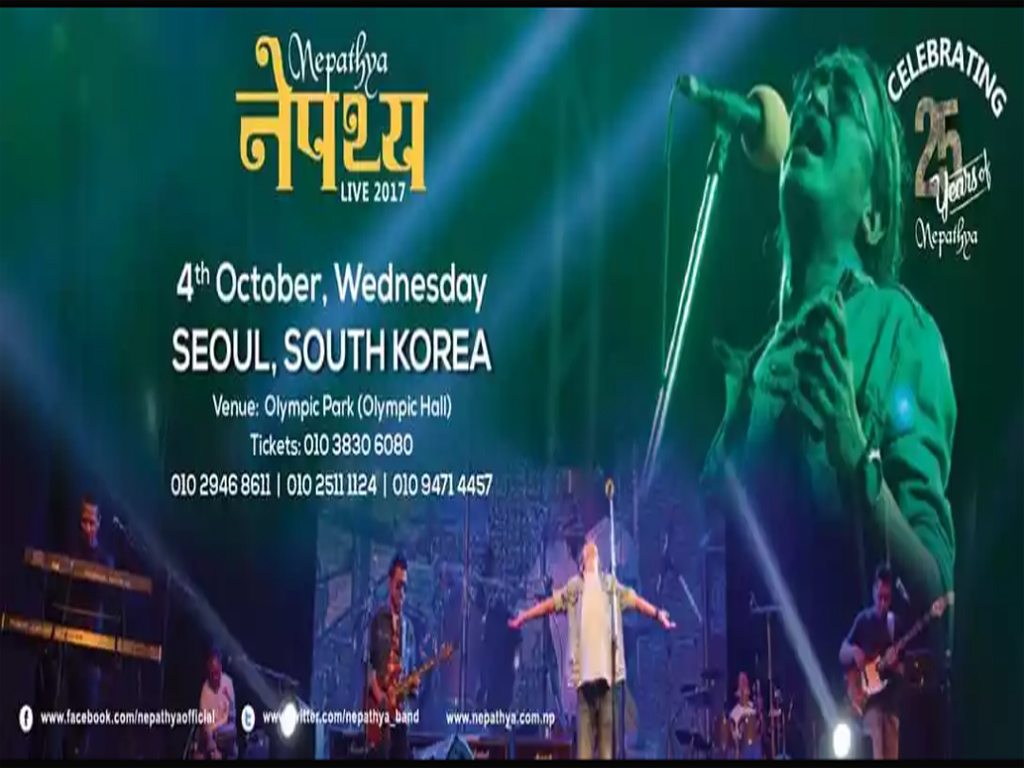 Nepathya
नेपथ्य
LIVE 2017
CELEBRATING
25
Years of
Nepathya
4th October, Wednesday
SEOUL, SOUTH KOREA
Venue: Olympic Park (Olympic Hall)
Tickets: 010 3830 6080
010 2946 8611 | 010 2511 1124 | 010 9471 4457
www.facebook.com/nepathyaofficial
www.twitter.com/nepathya_band
www.nepathya.com.np